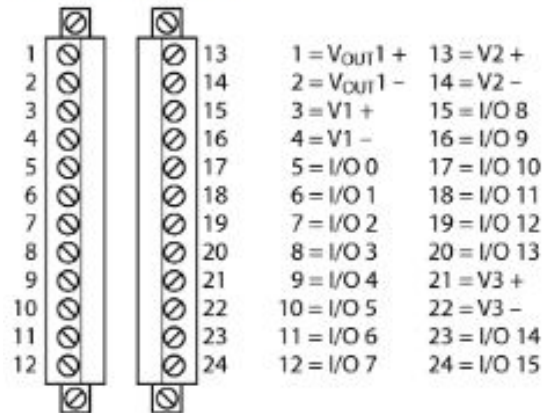 1 13 1 = VOUT1 + 13 = V2 +
2 14 2 = VOUT1 – 14 = V2 –
3 15 3 = V1 + 15 = I/O 8
4 16 4 = V1 – 16 = I/O 9
5 17 5 = I/O 0 17 = I/O 10
6 18 6 = I/O 1 18 = I/O 11
7 19 7 = I/O 2 19 = I/O 12
8 20 8 = I/O 3 20 = I/O 13
9 21 9 = I/O 4 21 = V3 +
10 22 10 = I/O 5 22 = V3 –
11 23 11 = I/O 6 23 = I/O 14
12 24 12 = I/O 7 24 = I/O 15